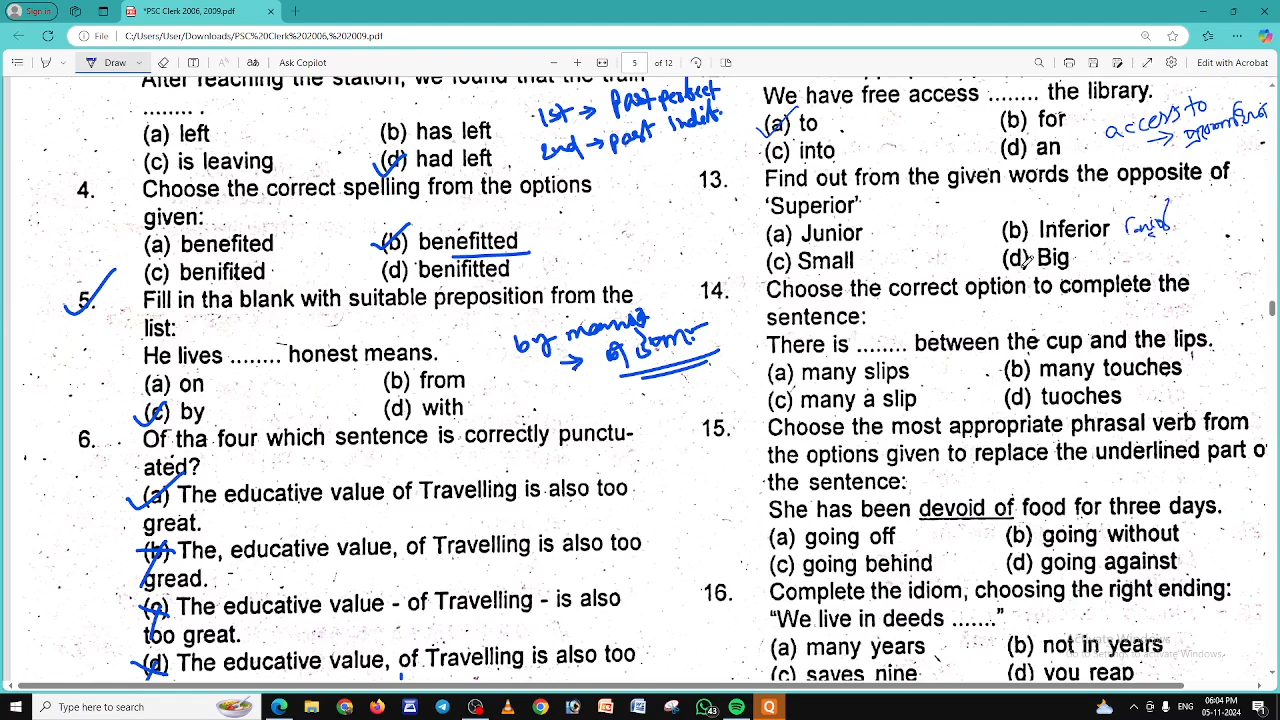 Sign in
*PSC Clerk 2006, 2009.pdf
File
C:/Users/User/Downloads/PSC%20Clerk%202006,%202009.pdf
Draw
Ask Copilot
5
of 12
Edit with Acrobat
After reaching the station, we found that the train
........ .
(a) left
(b) has left
(c) is leaving
(d) had left
1st → Past perfect
2nd → past Indit.
4. Choose the correct spelling from the options
given:
(a) benefited
(b) benefitted
(c) benifited
(d) benifitted
5. Fill in tha blank with suitable preposition from the
list:
He lives ........ honest means.
(a) on
(b) from
(c) by
(d) with
by means
6. Of tha four which sentence is correctly punctu-
ated?
(a) The educative value of Travelling is also too
great.
(b) The, educative value, of Travelling is also too
gread.
(c) The educative value - of Travelling - is also
too great.
(d) The educative value, of Travelling is also too
We have free access ........ the library.
(a) to
(b) for
(c) into
(d) an
access to
13. Find out from the given words the opposite of
‘Superior’
(a) Junior
(b) Inferior
(c) Small
(d) Big
14. Choose the correct option to complete the
sentence:
There is ........ between the cup and the lips.
(a) many slips
(b) many touches
(c) many a slip
(d) tuoches
15. Choose the most appropriate phrasal verb from
the options given to replace the underlined part o
the sentence:
She has been devoid of food for three days.
(a) going off
(b) going without
(c) going behind
(d) going against
16. Complete the idiom, choosing the right ending:
“We live in deeds .......”
(a) many years
(b) not in years
(c) saves nine
(d) you reap
Activate Windows
Go to Settings to activate Windows.
Type here to search
43
ENG
06:04 PM
05-11-2024